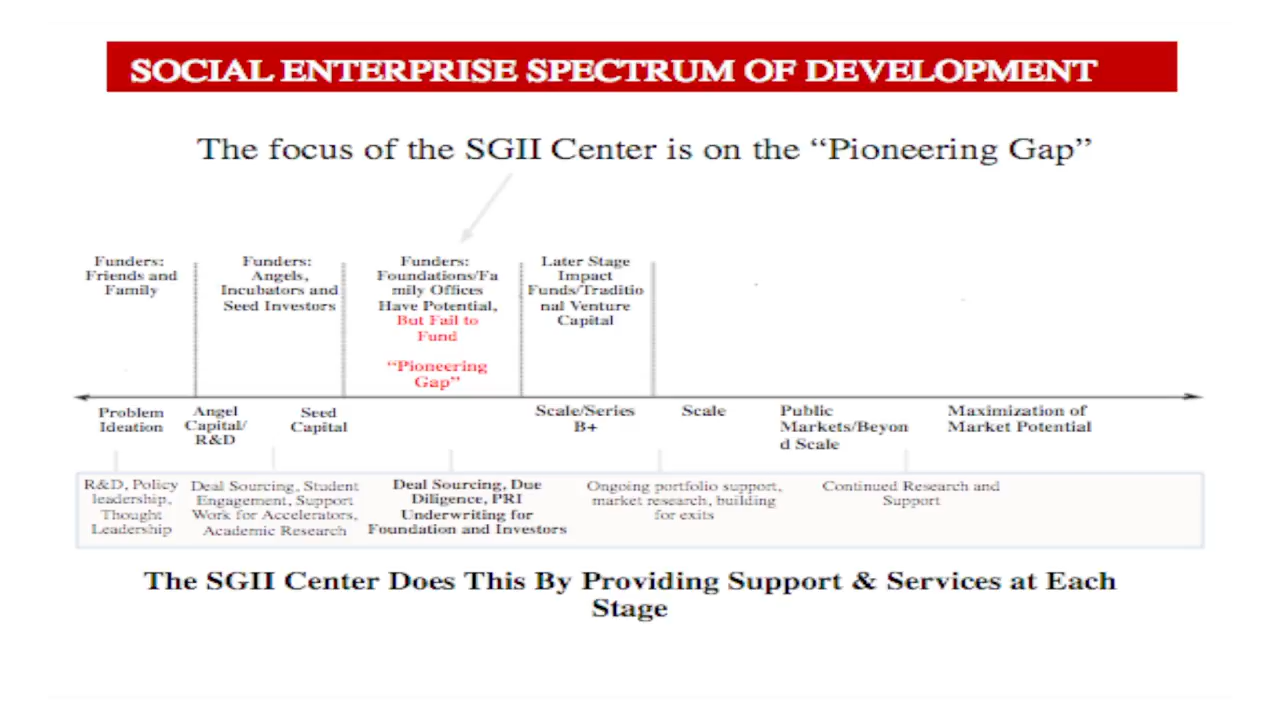 SOCIAL ENTERPRISE SPECTRUM OF DEVELOPMENT
The focus of the SGII Center is on the “Pioneering Gap”
Funders:
Friends and
Family
Funders:
Angels,
Incubators and
Seed Investors
Funders:
Foundations/Fa
mily Offices
Have Potential,
But Fail to
Fund
“Pioneering
Gap”
Later Stage
Impact
Funds/Traditio
nal Venture
Capital
Problem
Ideation
Angel
Capital/
R&D
Seed
Capital
Scale/Series
B+
Scale
Public
Markets/Beyon
d Scale
Maximization of
Market Potential
R&D, Policy
leadership,
Thought
Leadership
Deal Sourcing, Student
Engagement, Support
Work for Accelerators,
Academic Research
Deal Sourcing, Due
Diligence, PRI
Underwriting for
Foundation and Investors
Ongoing portfolio support,
market research, building
for exits
Continued Research and
Support
The SGII Center Does This By Providing Support & Services at Each
Stage